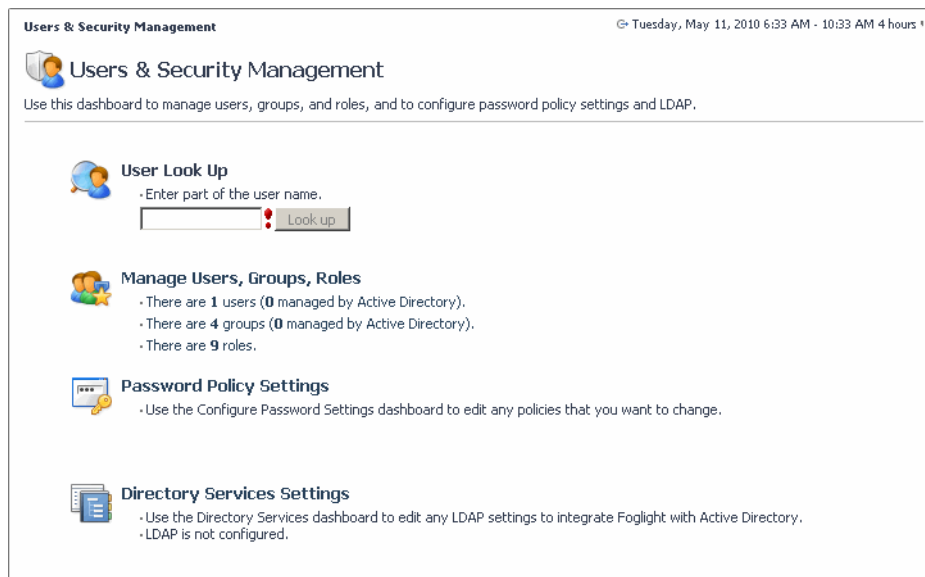 Users & Security Management
Tuesday, May 11, 2010 6:33 AM - 10:33 AM 4 hours
Users & Security Management
Use this dashboard to manage users, groups, and roles, and to configure password policy settings and LDAP.
User Look Up
· Enter part of the user name.
Look up
Manage Users, Groups, Roles
· There are 1 users (0 managed by Active Directory).
· There are 4 groups (0 managed by Active Directory).
· There are 9 roles.
Password Policy Settings
· Use the Configure Password Settings dashboard to edit any policies that you want to change.
Directory Services Settings
· Use the Directory Services dashboard to edit any LDAP settings to integrate Foglight with Active Directory.
· LDAP is not configured.